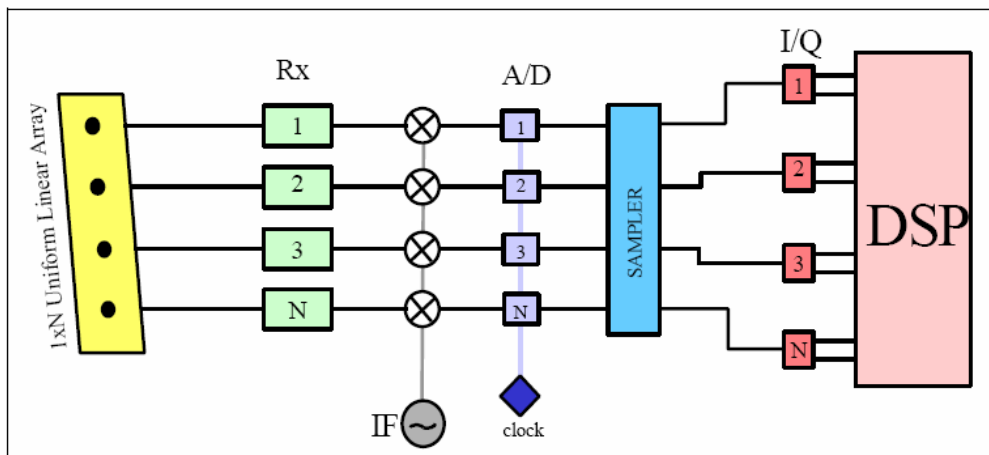 I/Q
Rx
A/D
1xN Uniform Linear Array
1
2
3
N
1
2
3
N
SAMPLER
1
2
3
N
DSP
IF
clock